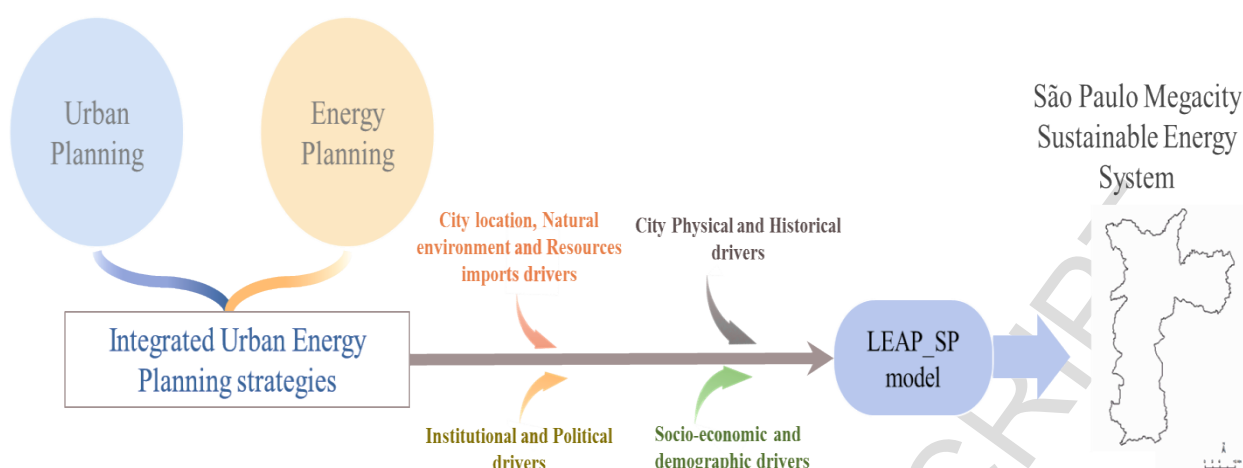 Urban
Planning
Energy
Planning
São Paulo Megacity
Sustainable Energy
System
City location, Natural
environment and Resources
imports drivers
City Physical and Historical
drivers
Integrated Urban Energy
Planning strategies
LEAP_SP
model
Institutional and Political
drivers
Socio-economic and
demographic drivers